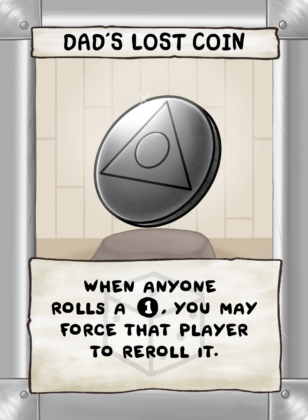 DAD'S LOST COIN
WHEN ANYONE
ROLLS A 1, YOU MAY
FORCE THAT PLAYER
TO REROLL IT.